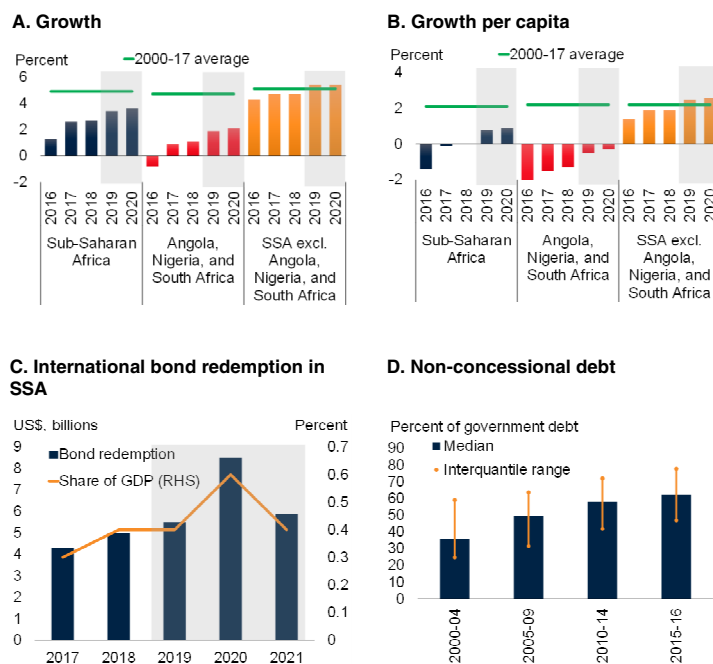 A. Growth
Percent
2000-17 average
6
4
2
0
-2
2016
2017
2018
2019
2020
2016
2017
2018
2019
2020
2016
2017
2018
2019
2020
Sub-Saharan
Africa
Angola,
Nigeria, and
South Africa
SSA excl.
Angola,
Nigeria, and
South Africa
B. Growth per capita
Percent
2000-17 average
4
2
0
-2
2016
2017
2018
2019
2020
2016
2017
2018
2019
2020
2016
2017
2018
2019
2020
Sub-Saharan
Africa
Angola,
Nigeria, and
South Africa
SSA excl.
Angola,
Nigeria, and
South Africa
C. International bond redemption in
SSA
US$, billions
Percent
Bond redemption
Share of GDP (RHS)
9
8
7
6
5
4
3
2
1
0
0.7
0.6
0.5
0.4
0.3
0.2
0.1
0
2017
2018
2019
2020
2021
D. Non-concessional debt
Percent of government debt
Median
Interquantile range
90
80
70
60
50
40
30
20
10
0
2000-04
2005-09
2010-14
2015-16